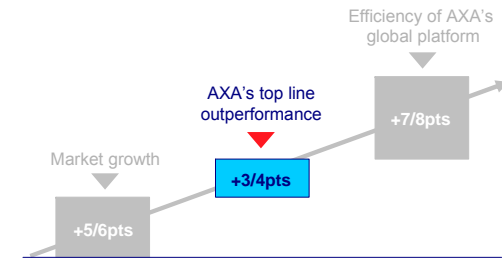 Efficiency of AXA's
global platform
+7/8pts
AXA's top line
outperformance
+3/4pts
Market growth
+5/6pts